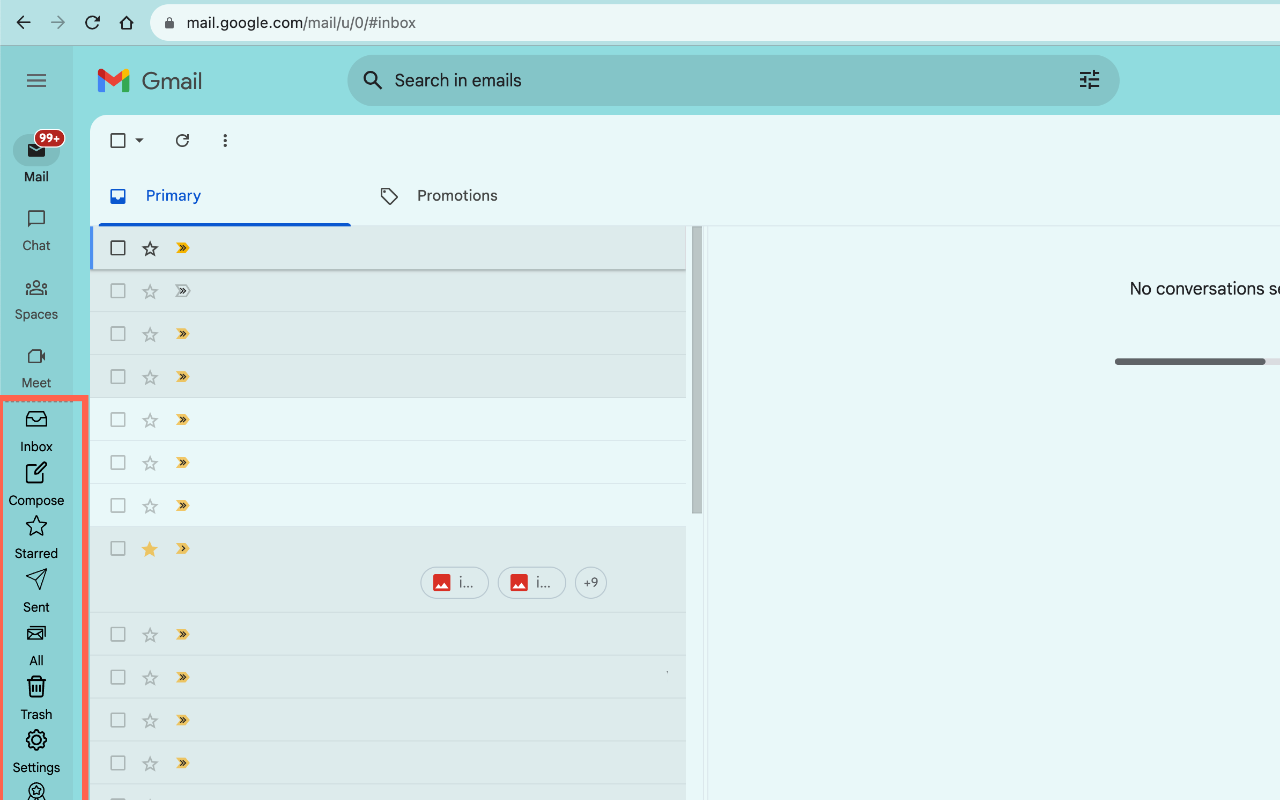 mail.google.com/mail/u/0/#inbox
Gmail
Search in emails
99+
Mail
Chat
Spaces
Meet
Inbox
Compose
Starred
Sent
All
Trash
Settings
Primary
Promotions
i...
i...
+9
No conversations